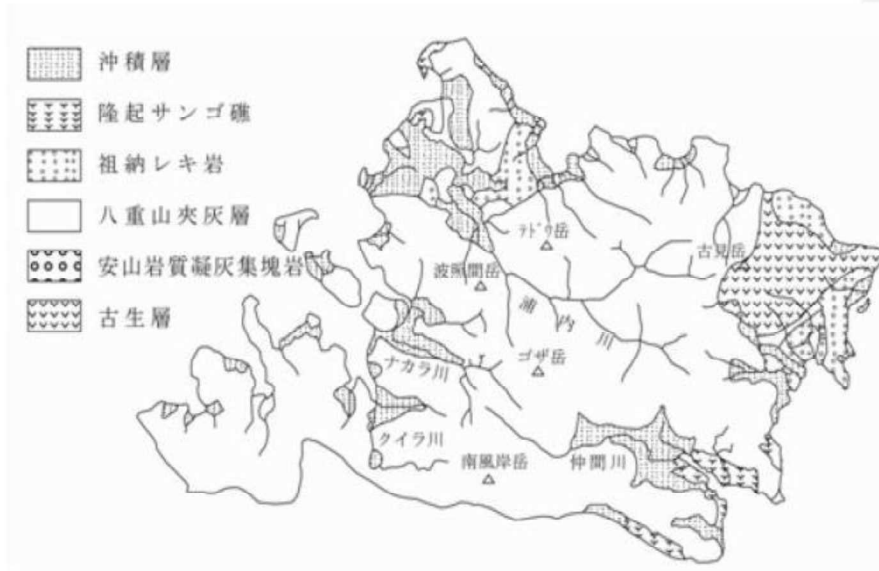 沖積層
隆起サンゴ礁
祖納レキ岩
八重山夾灰層
安山岩質凝灰集塊岩
古生層
テドウ岳
古見岳
波照間岳
浦内川
ゴザ岳
ナカラ川
クイラ川
南風岸岳
仲間川